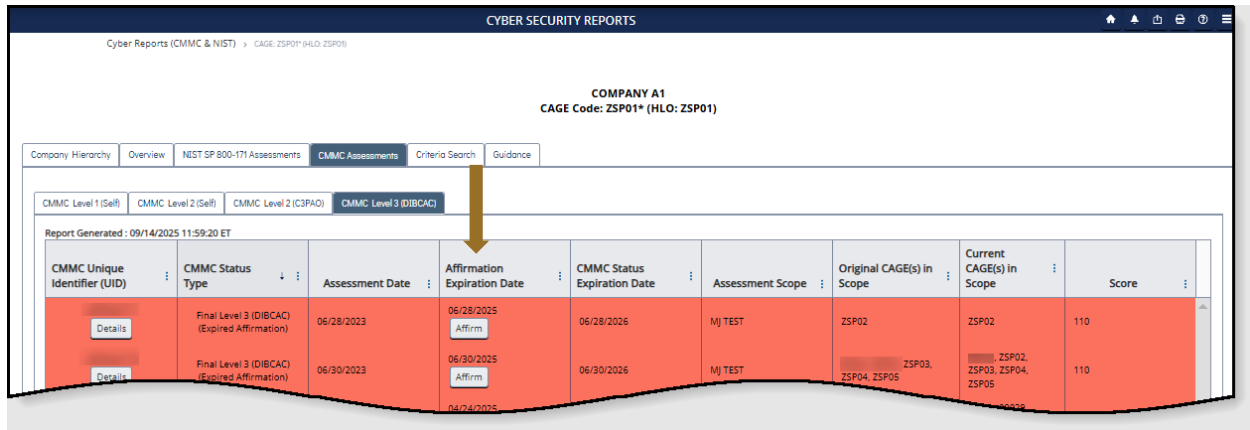 CYBER SECURITY REPORTS
Cyber Reports (CMMC & NIST) > CAGE: ZSP01* (HLO: ZSP01)
COMPANY A1
CAGE Code: ZSP01* (HLO: ZSP01)
Company Hierarchy Overview NIST SP 800-171 Assessments CMMC Assessments Criteria Search Guidance
CMMC Level 1 (Self) CMMC Level 2 (Self) CMMC Level 2 (C3PAO) CMMC Level 3 (DIBCAC)
Report Generated : 09/14/2025 11:59:20 ET
CMMC Unique
Identifier (UID)
CMMC Status
Type
Assessment Date
Affirmation
Expiration Date
CMMC Status
Expiration Date
Assessment Scope
Original CAGE(s) in
Scope
Current
CAGE(s) in
Scope
Score
Details
Final Level 3 (DIBCAC)
(Expired Affirmation)
06/28/2023
06/28/2025
Affirm
06/28/2026
MJ TEST
ZSP02
ZSP02
110
Details
Final Level 3 (DIBCAC)
(Expired Affirmation)
06/30/2023
06/30/2025
Affirm
06/30/2026
MJ TEST
ZSP03,
ZSP04, ZSP05
, ZSP02,
ZSP03, ZSP04,
ZSP05
110
04/24/2025